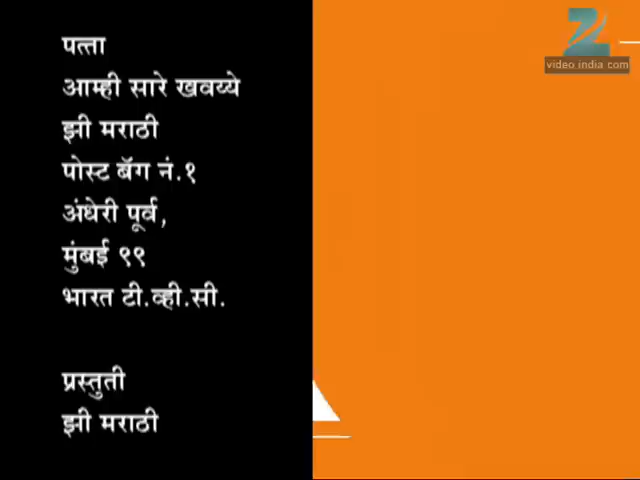 पत्ता
आम्ही सारे खवय्ये
झी मराठी
पोस्ट बॅग नं.१
अंधेरी पूर्व,
मुंबई ९९
भारत टी.व्ही.सी.
प्रस्तुती
झी मराठी
video.india.com